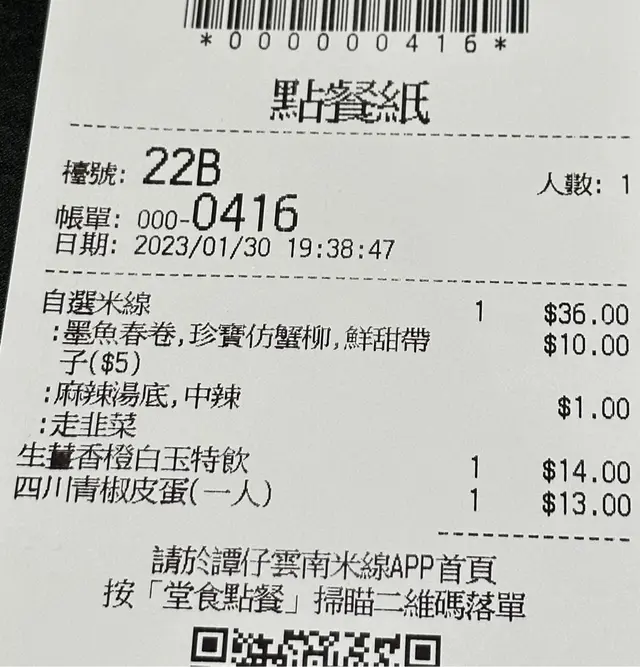 *000000416*
點餐紙
檯號: 22B 人數: 1
帳單: 000-0416
日期: 2023/01/30 19:38:47
自選米線 1 $36.00
:墨魚春卷,珍寶仿蟹柳,鮮甜帶 $10.00
子($5)
:麻辣湯底,中辣 $1.00
:走韭菜
生薑香橙白玉特飲 1 $14.00
四川青椒皮蛋(一人) 1 $13.00
請於譚仔雲南米線APP首頁
按「堂食點餐」掃瞄二維碼落單